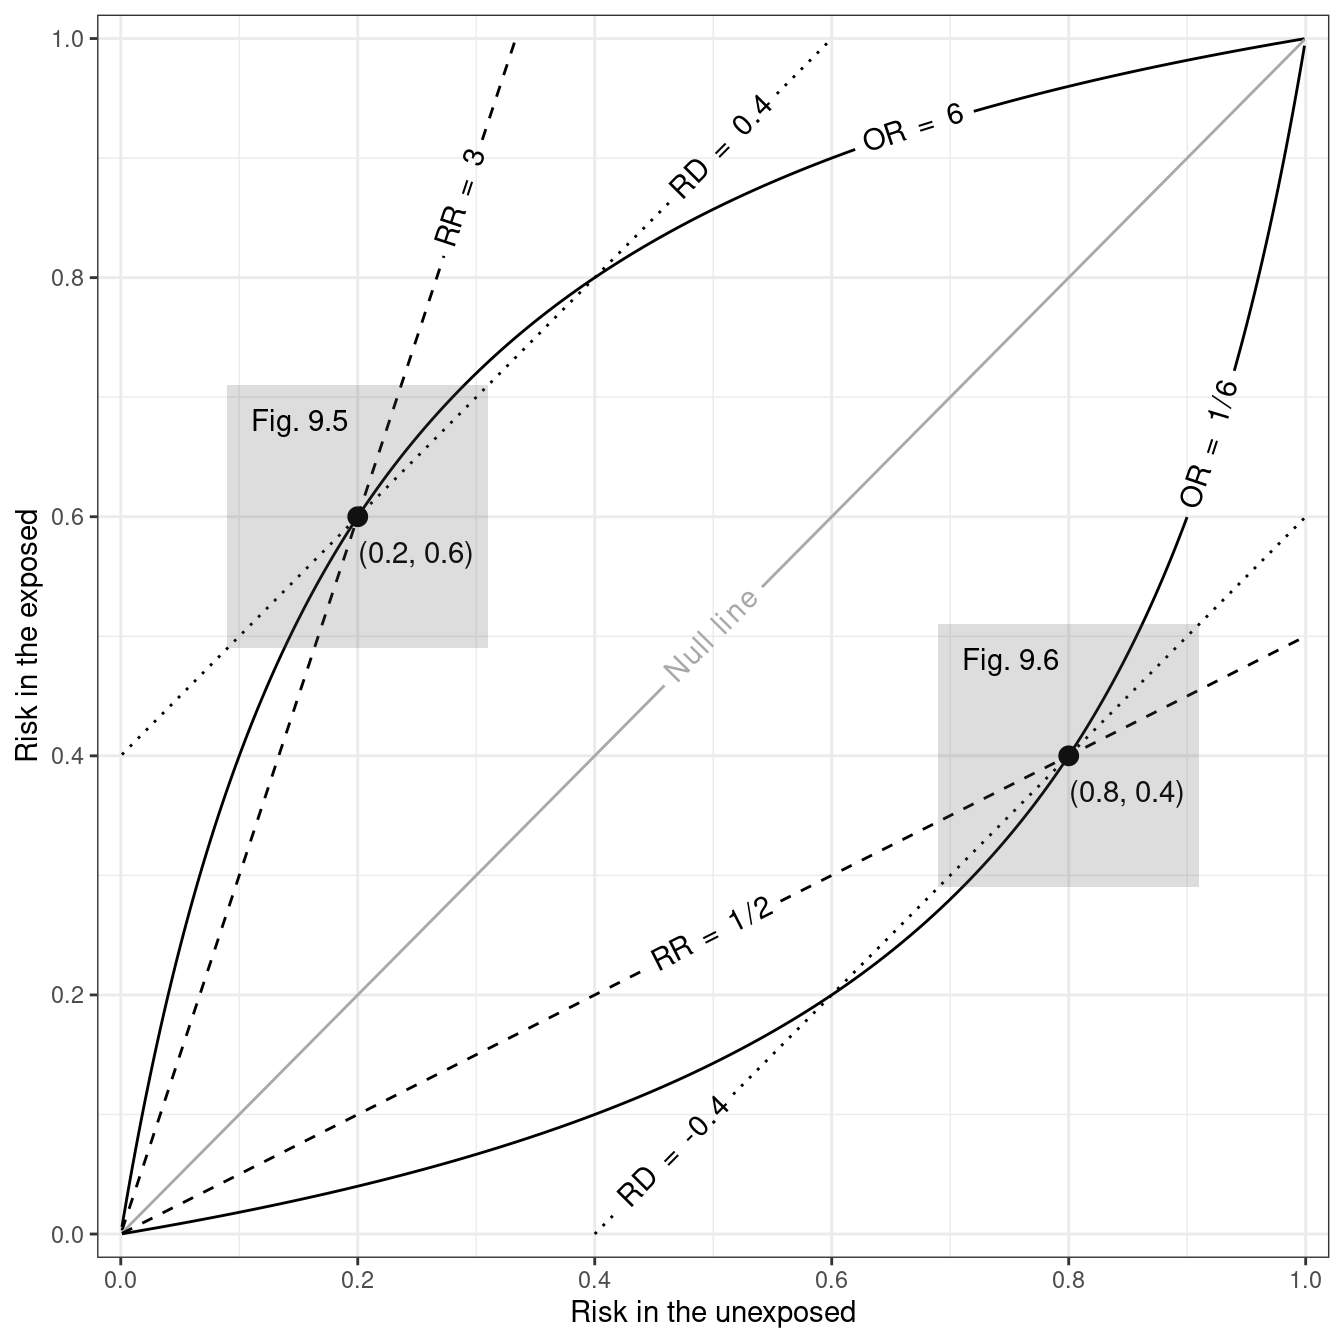 1.0
0.8
0.6
0.4
0.2
0.0
Risk in the exposed
RR = 3
RD = 0.4
OR = 6
Fig. 9.5
(0.2, 0.6)
OR = 1/6
Null line
Fig. 9.6
(0.8, 0.4)
RR = 1/2
RD = -0.4
0.0
0.2
0.4
0.6
0.8
1.0
Risk in the unexposed